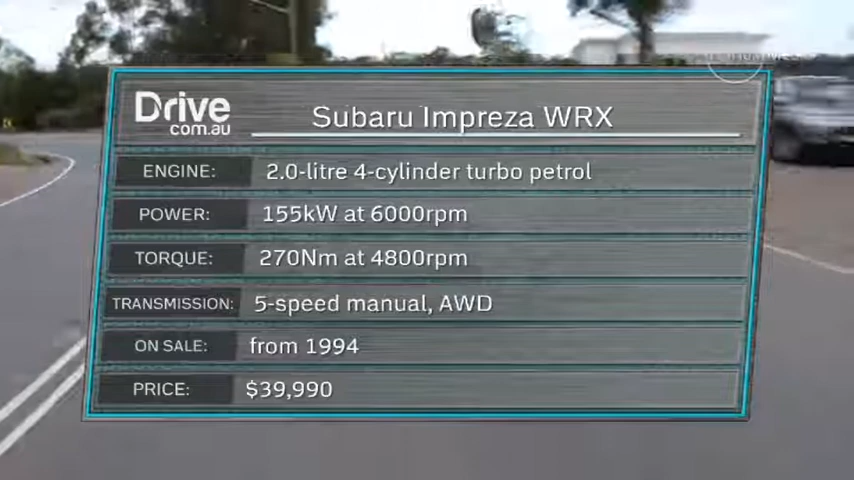 Drive
.com.au
Subaru Impreza WRX
ENGINE: 2.0-litre 4-cylinder turbo petrol
POWER: 155kW at 6000rpm
TORQUE: 270Nm at 4800rpm
TRANSMISSION: 5-speed manual, AWD
ON SALE: from 1994
PRICE: $39,990